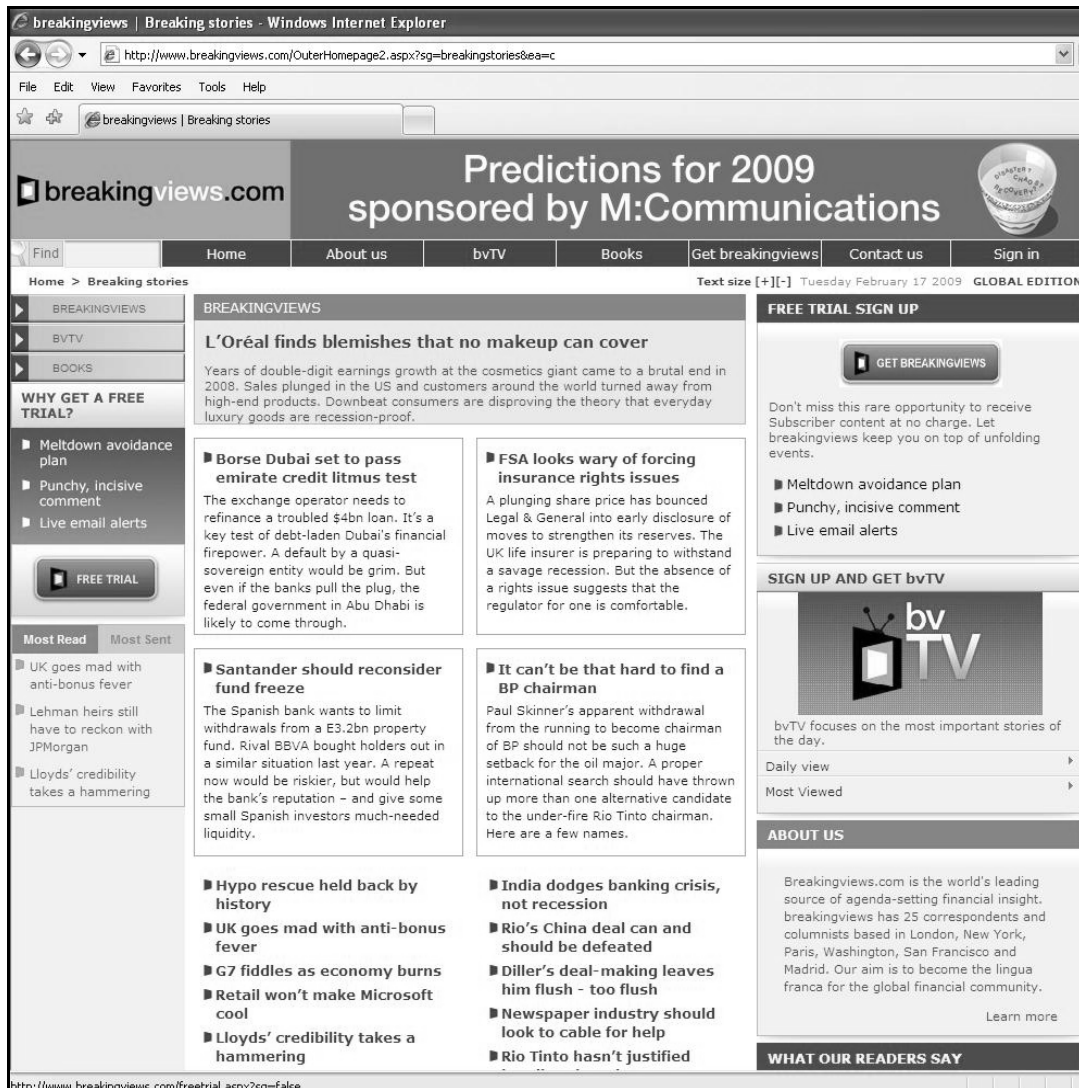 breakingviews | Breaking stories - Windows Internet Explorer
http://www.breakingviews.com/OuterHomepage2.aspx?sg=breakingstories&ea=c
File Edit View Favorites Tools Help
breakingviews | Breaking stories
breakingviews.com
Predictions for 2009
sponsored by M:Communications
DISASTER?
CHAOS?
RECOVERY?
Find Home About us bvTV Books Get breakingviews Contact us Sign in
Home > Breaking stories
Text size [+][-] Tuesday February 17 2009 GLOBAL EDITION
BREAKINGVIEWS
BVTV
BOOKS
WHY GET A FREE
TRIAL?
Meltdown avoidance
plan
Punchy, incisive
comment
Live email alerts
FREE TRIAL
Most Read Most Sent
UK goes mad with
anti-bonus fever
Lehman heirs still
have to reckon with
JPMorgan
Lloyds' credibility
takes a hammering
BREAKINGVIEWS
L'Oréal finds blemishes that no makeup can cover
Years of double-digit earnings growth at the cosmetics giant came to a brutal end in
2008. Sales plunged in the US and customers around the world turned away from
high-end products. Downbeat consumers are disproving the theory that everyday
luxury goods are recession-proof.
Borse Dubai set to pass
emirate credit litmus test
The exchange operator needs to
refinance a troubled $4bn loan. It's a
key test of debt-laden Dubai's financial
firepower. A default by a quasi-
sovereign entity would be grim. But
even if the banks pull the plug, the
federal government in Abu Dhabi is
likely to come through.
FSA looks wary of forcing
insurance rights issues
A plunging share price has bounced
Legal & General into early disclosure of
moves to strengthen its reserves. The
UK life insurer is preparing to withstand
a savage recession. But the absence of
a rights issue suggests that the
regulator for one is comfortable.
Santander should reconsider
fund freeze
The Spanish bank wants to limit
withdrawals from a E3.2bn property
fund. Rival BBVA bought holders out in
a similar situation last year. A repeat
now would be riskier, but would help
the bank's reputation – and give some
small Spanish investors much-needed
liquidity.
It can't be that hard to find a
BP chairman
Paul Skinner's apparent withdrawal
from the running to become chairman
of BP should not be such a huge
setback for the oil major. A proper
international search should have thrown
up more than one alternative candidate
to the under-fire Rio Tinto chairman.
Here are a few names.
Hypo rescue held back by
history
UK goes mad with anti-bonus
fever
G7 fiddles as economy burns
Retail won't make Microsoft
cool
Lloyds' credibility takes a
hammering
India dodges banking crisis,
not recession
Rio's China deal can and
should be defeated
Diller's deal-making leaves
him flush - too flush
Newspaper industry should
look to cable for help
Rio Tinto hasn't justified
FREE TRIAL SIGN UP
GET BREAKINGVIEWS
Don't miss this rare opportunity to receive
Subscriber content at no charge. Let
breakingviews keep you on top of unfolding
events.
Meltdown avoidance plan
Punchy, incisive comment
Live email alerts
SIGN UP AND GET bvTV
bv
TV
bvTV focuses on the most important stories of
the day.
Daily view
Most Viewed
ABOUT US
Breakingviews.com is the world's leading
source of agenda-setting financial insight.
breakingviews has 25 correspondents and
columnists based in London, New York,
Paris, Washington, San Francisco and
Madrid. Our aim is to become the lingua
franca for the global financial community.
Learn more
WHAT OUR READERS SAY
http://www.breakingviews.com/freetrial.aspx?sg=false